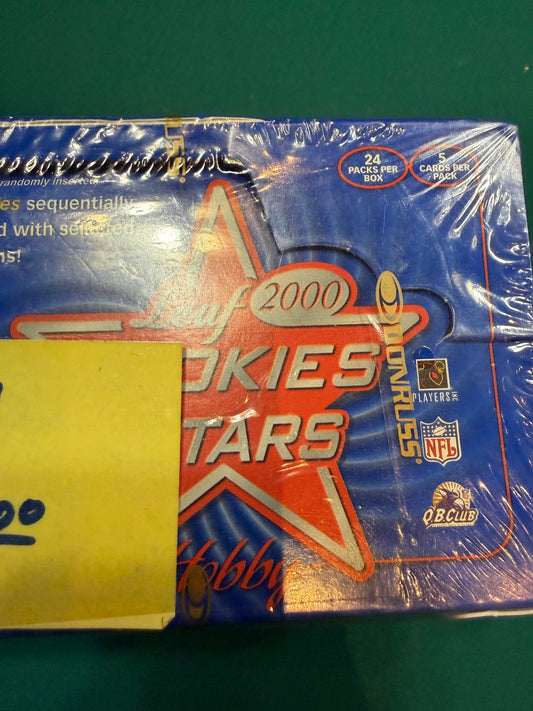 24
PACKS PER
BOX
5
CARDS PER
PACK
randomly inserted
es sequentially
d with selected
ns!
Leaf 2000
OKIES
TARS
Hobby
DONRUSS
PLAYERS INC
NFL
Q.B.CLUB
00